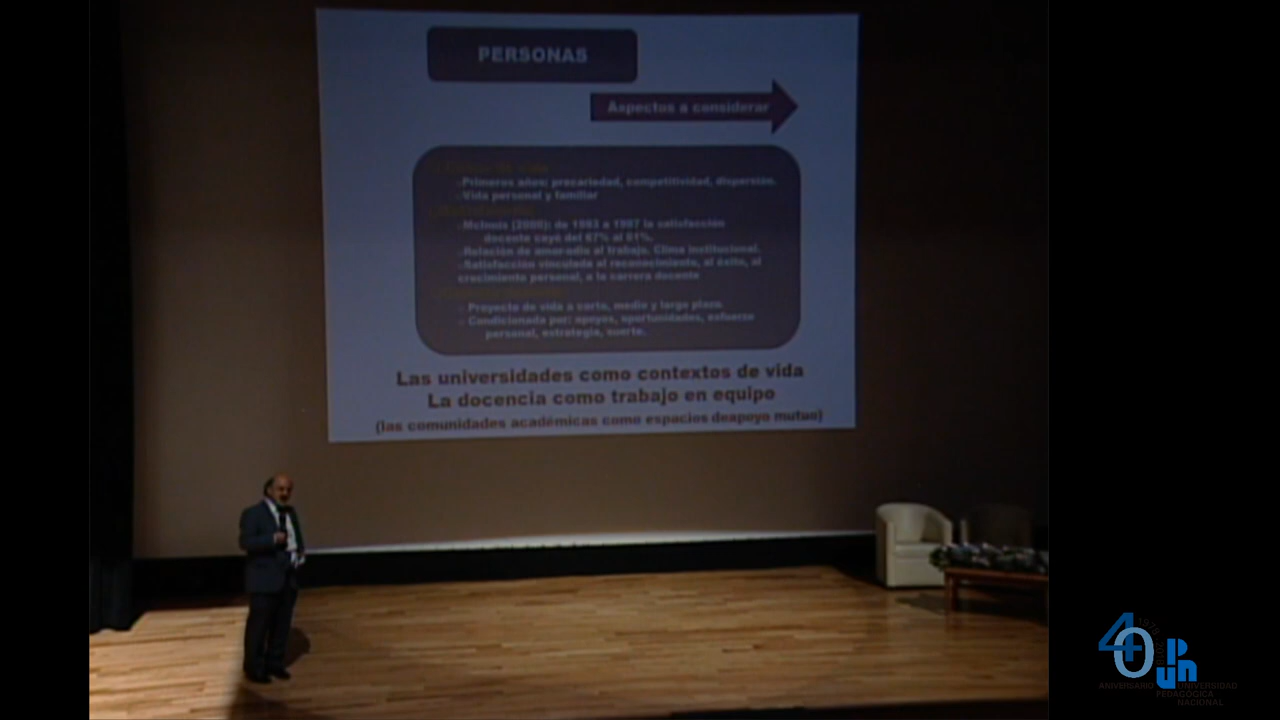 PERSONAS
Aspectos a considerar
Primeros años: precariedad, competitividad, dispersión.
Vida personal y familiar
McInnis (2000): de 1993 a 1997 la satisfacción
docente cayo del 67% al 51%.
Relación de amor-odio al trabajo. Clima institucional.
Satisfacción vinculada al reconocimiento, al éxito, al
crecimiento personal, a la carrera docente
Proyecto de vida a corto, medio y largo plazo.
Condicionada por: apoyos, oportunidades, esfuerzo
personal, estrategia, suerte.
Las universidades como contextos de vida
La docencia como trabajo en equipo
(las comunidades académicas como espacios deapoyo mutuo)
40
1978
upn
ANIVERSARIO UNIVERSIDAD
PEDAGÓGICA
NACIONAL